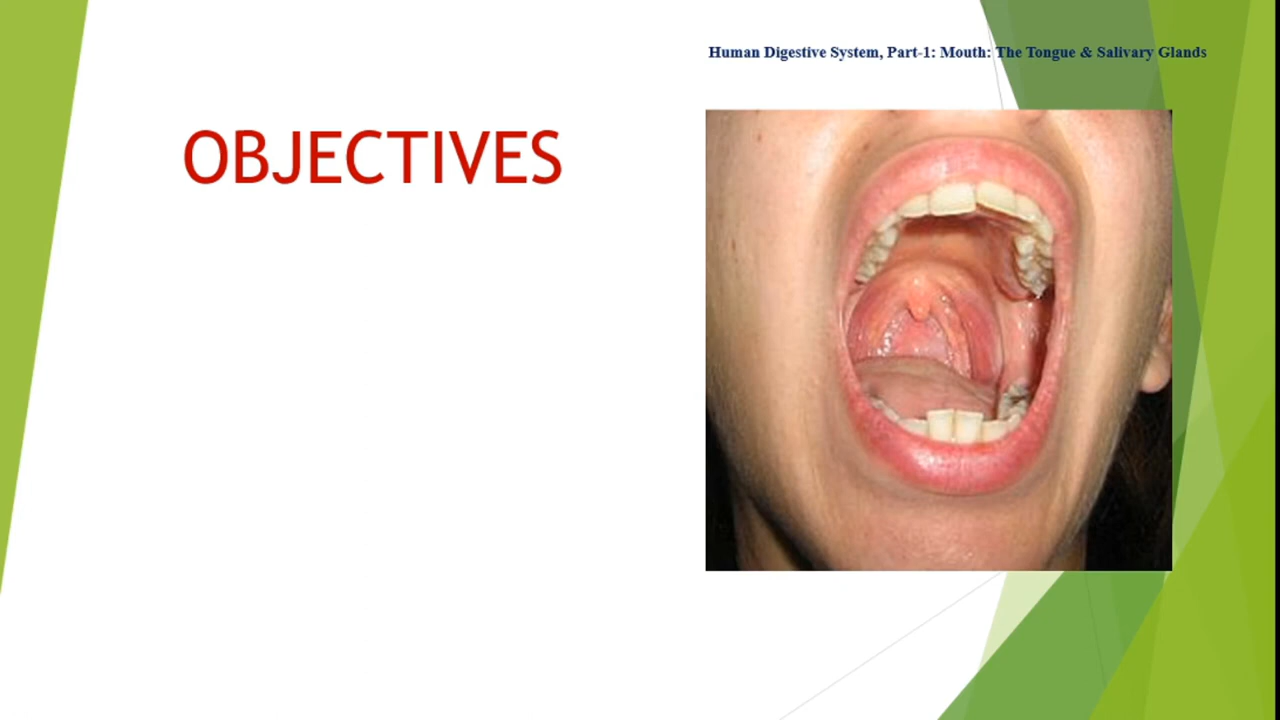 Human Digestive System, Part-1: Mouth: The Tongue & Salivary Glands
OBJECTIVES